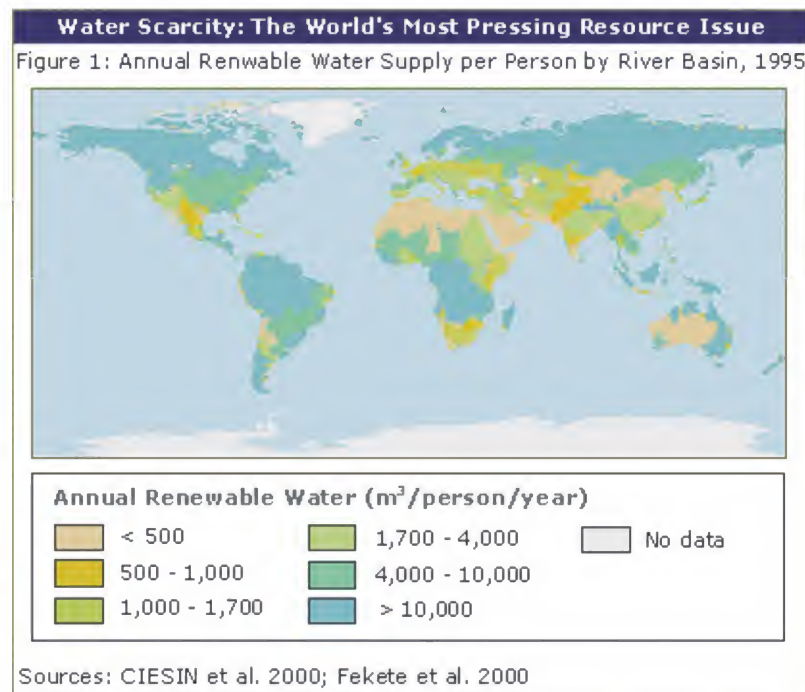 Water Scarcity: The World's Most Pressing Resource Issue
Figure 1: Annual Renwable Water Supply per Person by River Basin, 1995
Annual Renewable Water (m³/person/year)
< 500
500 - 1,000
1,000 - 1,700
1,700 - 4,000
4,000 - 10,000
> 10,000
No data
Sources: CIESIN et al. 2000; Fekete et al. 2000